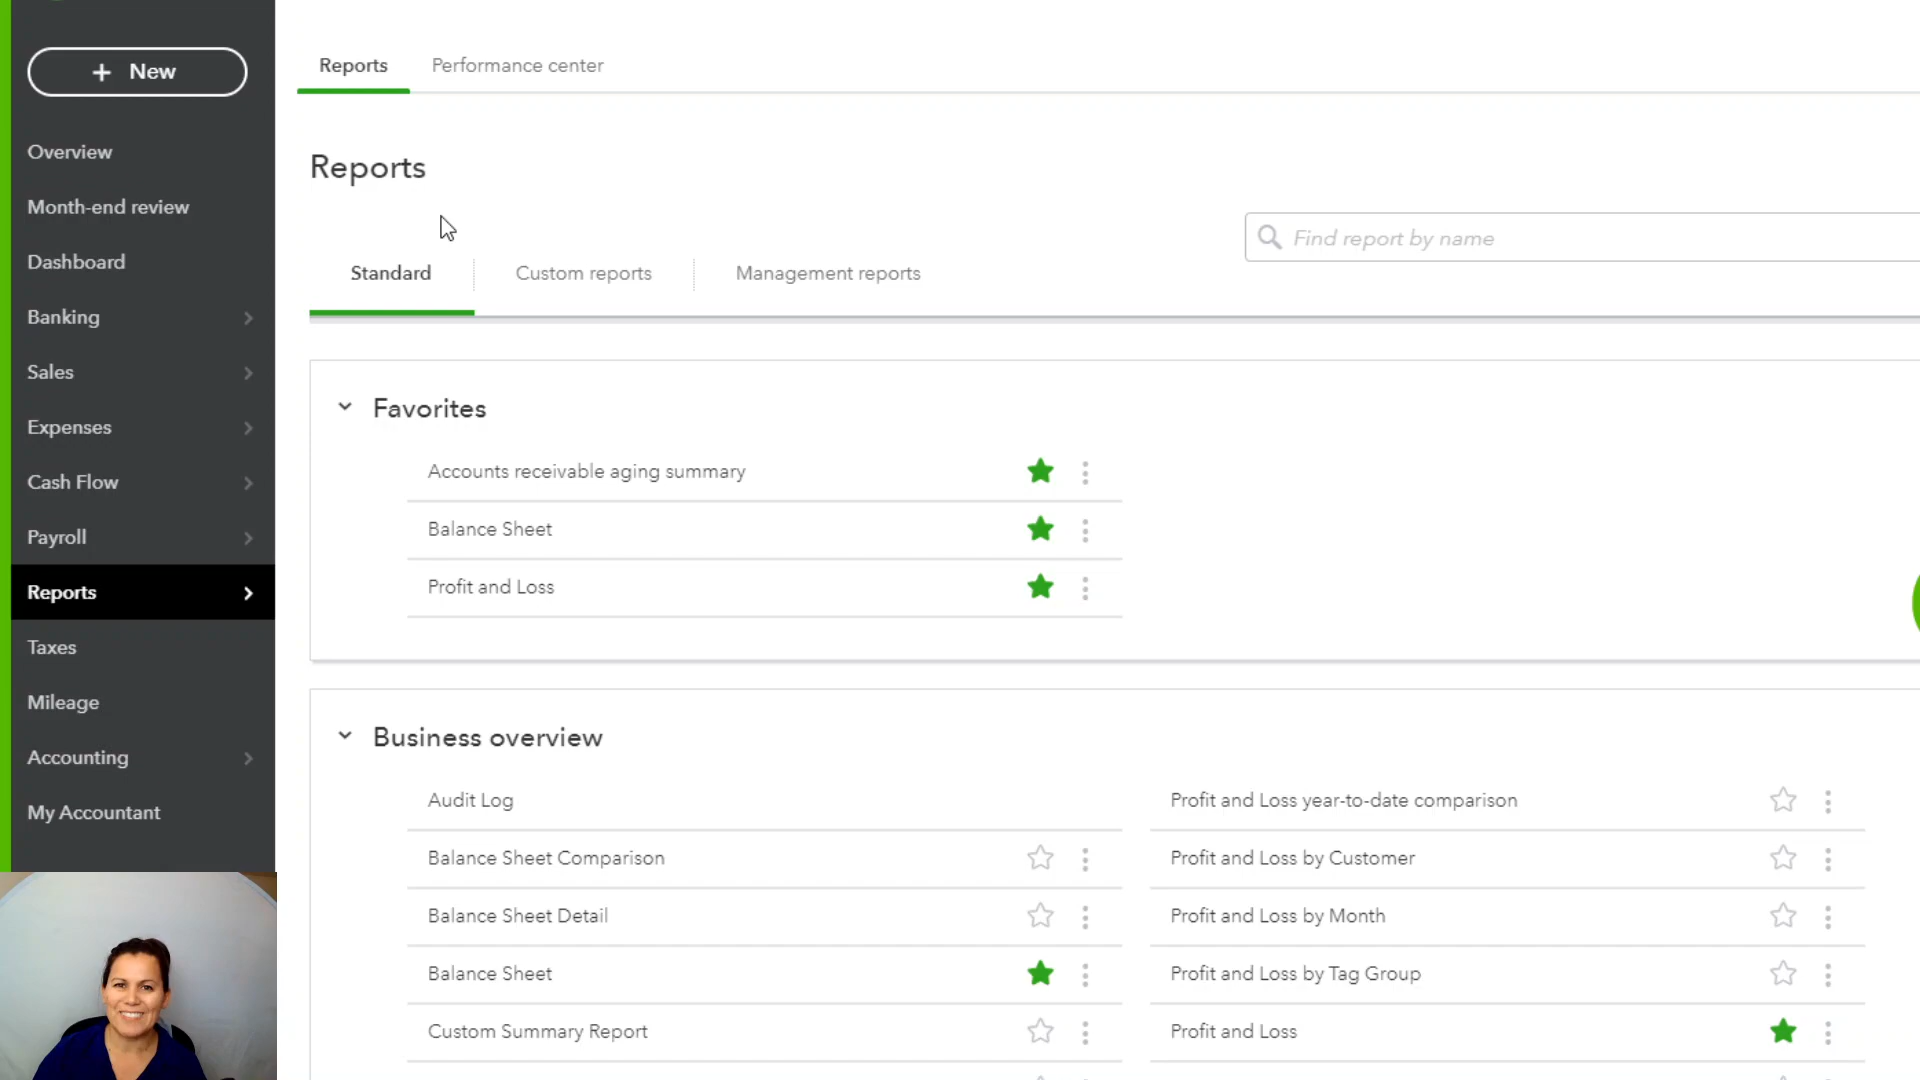 + New
Overview
Month-end review
Dashboard
Banking
Sales
Expenses
Cash Flow
Payroll
Reports
Taxes
Mileage
Accounting
My Accountant
Reports Performance center
Reports
Find report by name
Standard Custom reports Management reports
Favorites
Accounts receivable aging summary
Balance Sheet
Profit and Loss
Business overview
Audit Log
Balance Sheet Comparison
Balance Sheet Detail
Balance Sheet
Custom Summary Report
Profit and Loss year-to-date comparison
Profit and Loss by Customer
Profit and Loss by Month
Profit and Loss by Tag Group
Profit and Loss